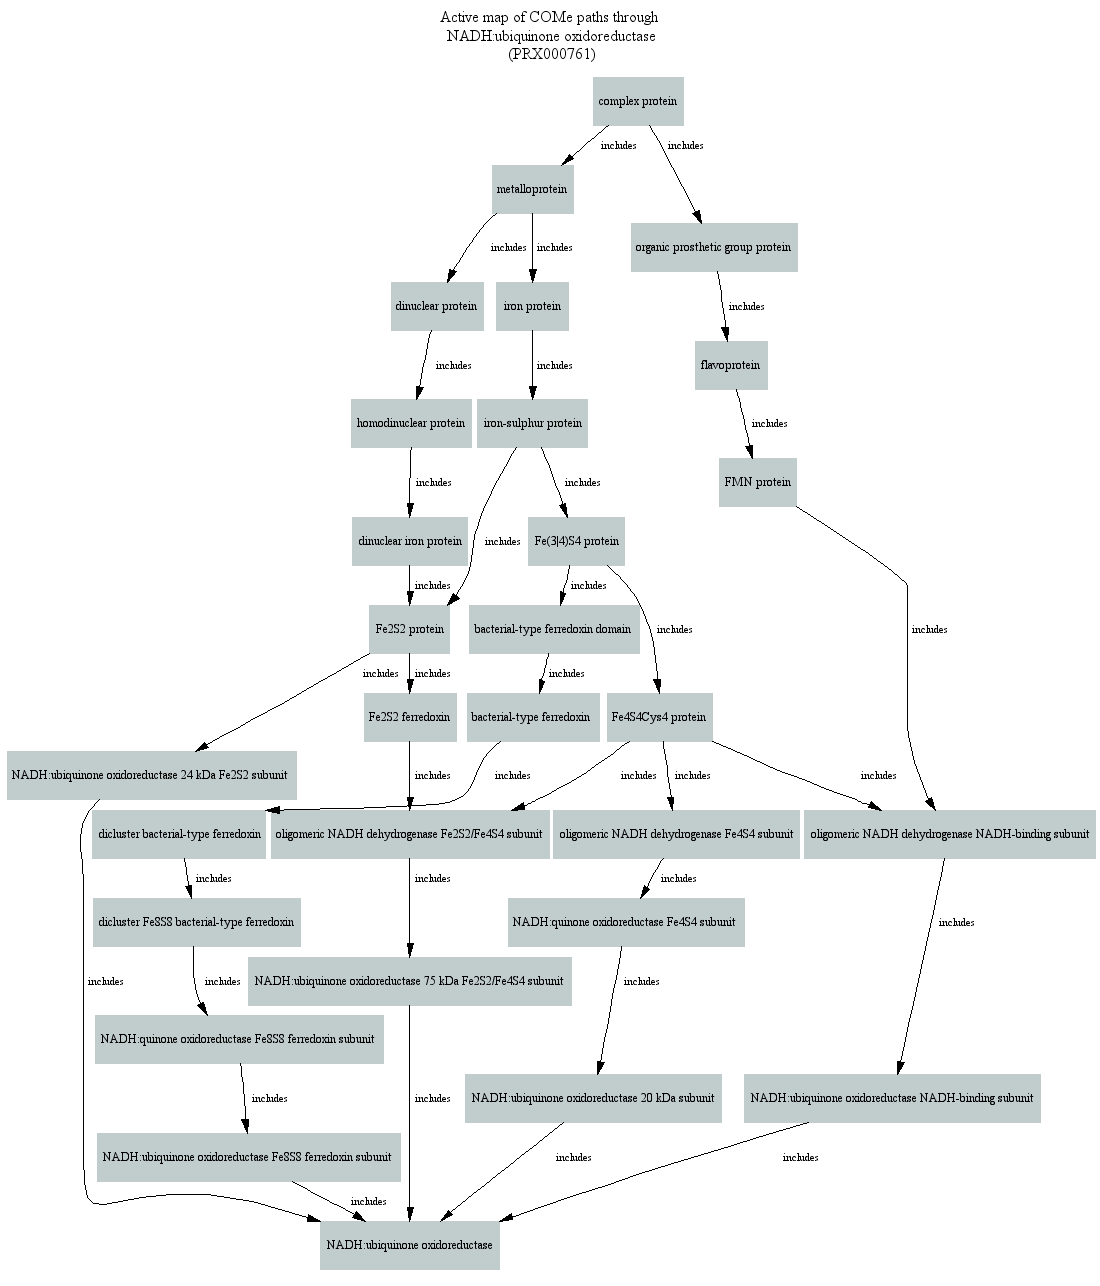 Active map of COMe paths through
NADH:ubiquinone oxidoreductase
(PRX000761)
complex protein
includes
includes
metalloprotein
organic prosthetic group protein
includes
includes
dinuclear protein
iron protein
includes
includes
includes
flavoprotein
homodinuclear protein
iron-sulphur protein
includes
FMN protein
includes
includes
dinuclear iron protein
includes
Fe(3|4)S4 protein
includes
includes
Fe2S2 protein
bacterial-type ferredoxin domain
includes
includes
includes
includes
includes
Fe2S2 ferredoxin
bacterial-type ferredoxin
Fe4S4Cys4 protein
NADH:ubiquinone oxidoreductase 24 kDa Fe2S2 subunit
includes
includes
includes
includes
includes
dicluster bacterial-type ferredoxin
oligomeric NADH dehydrogenase Fe2S2/Fe4S4 subunit
oligomeric NADH dehydrogenase Fe4S4 subunit
oligomeric NADH dehydrogenase NADH-binding subunit
includes
includes
includes
dicluster Fe8S8 bacterial-type ferredoxin
NADH:quinone oxidoreductase Fe4S4 subunit
includes
includes
includes
NADH:ubiquinone oxidoreductase 75 kDa Fe2S2/Fe4S4 subunit
includes
NADH:quinone oxidoreductase Fe8S8 ferredoxin subunit
includes
includes
NADH:ubiquinone oxidoreductase 20 kDa subunit
NADH:ubiquinone oxidoreductase NADH-binding subunit
NADH:ubiquinone oxidoreductase Fe8S8 ferredoxin subunit
includes
includes
includes
NADH:ubiquinone oxidoreductase